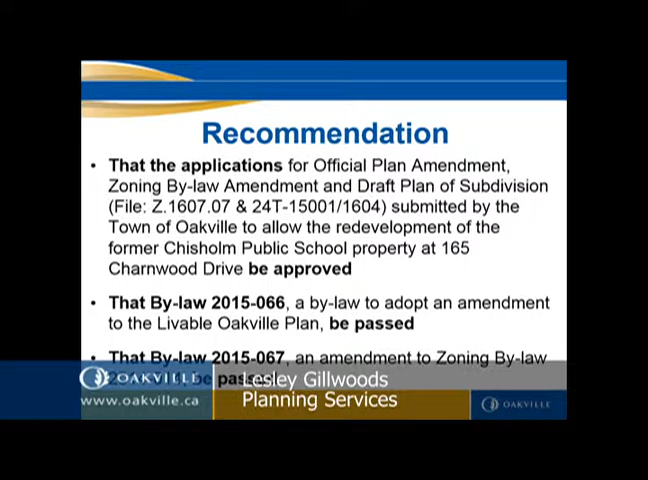 Recommendation
• That the applications for Official Plan Amendment,
Zoning By-law Amendment and Draft Plan of Subdivision
(File: Z.1607.07 & 24T-15001/1604) submitted by the
Town of Oakville to allow the redevelopment of the
former Chisholm Public School property at 165
Charnwood Drive be approved
• That By-law 2015-066, a by-law to adopt an amendment
to the Livable Oakville Plan, be passed
• That By-law 2015-067, an amendment to Zoning By-law
be passed
OAKVILLE
www.oakville.ca
Lesley Gillwoods
Planning Services
OAKVILLE